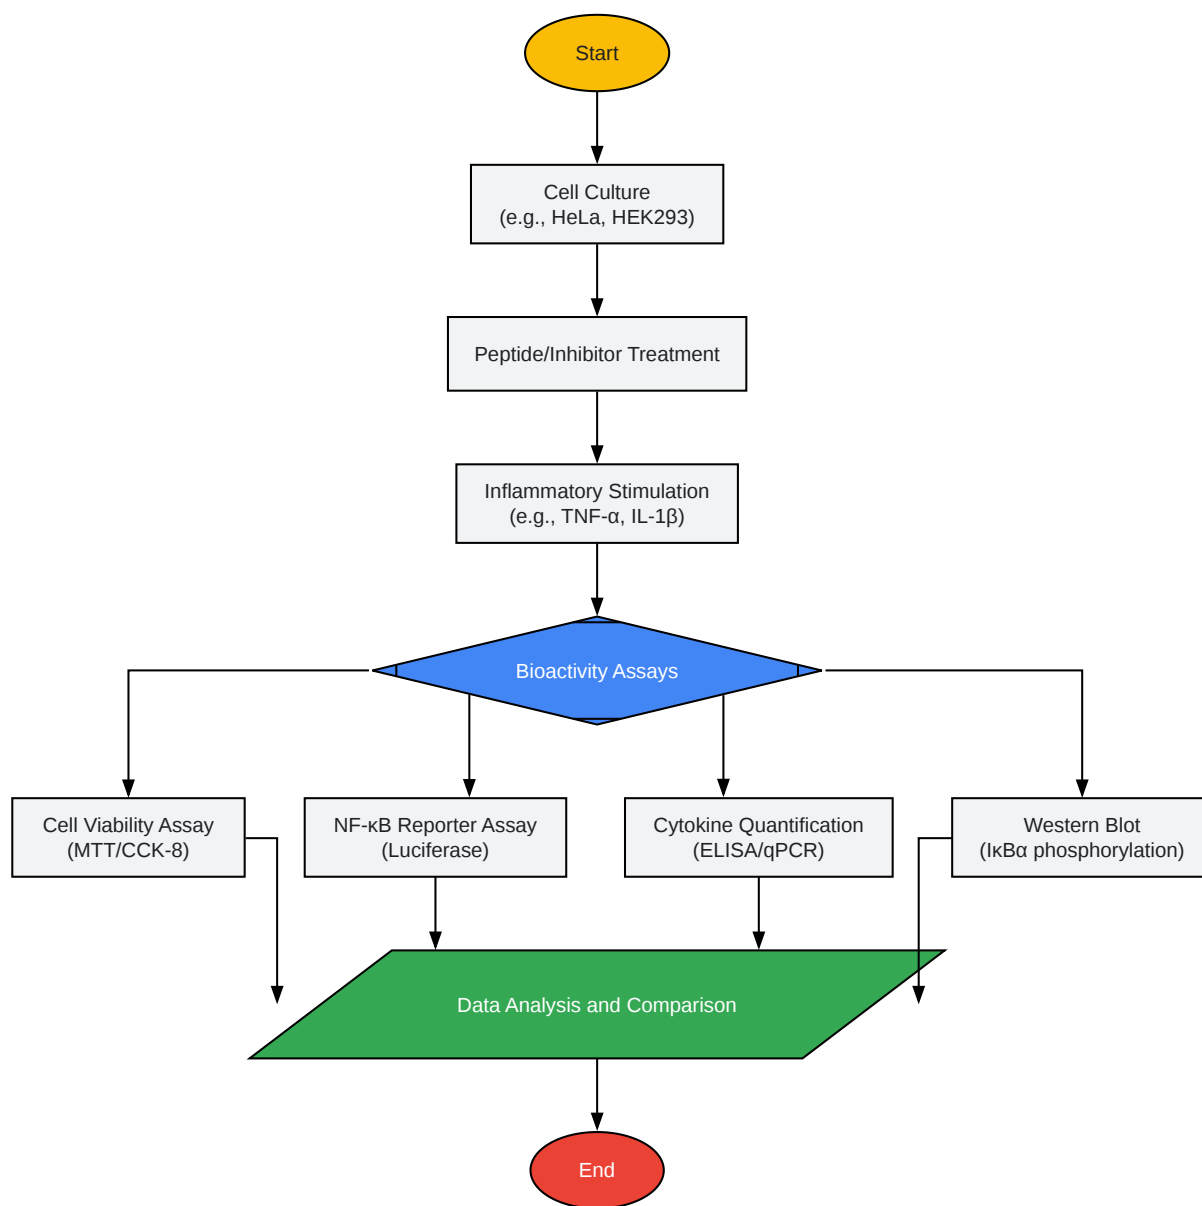 Start
Cell Culture
(e.g., HeLa, HEK293)
Peptide/Inhibitor Treatment
Inflammatory Stimulation
(e.g., TNF-α, IL-1β)
Bioactivity Assays
Cell Viability Assay
(MTT/CCK-8)
NF-κB Reporter Assay
(Luciferase)
Cytokine Quantification
(ELISA/qPCR)
Western Blot
(IκBα phosphorylation)
Data Analysis and Comparison
End